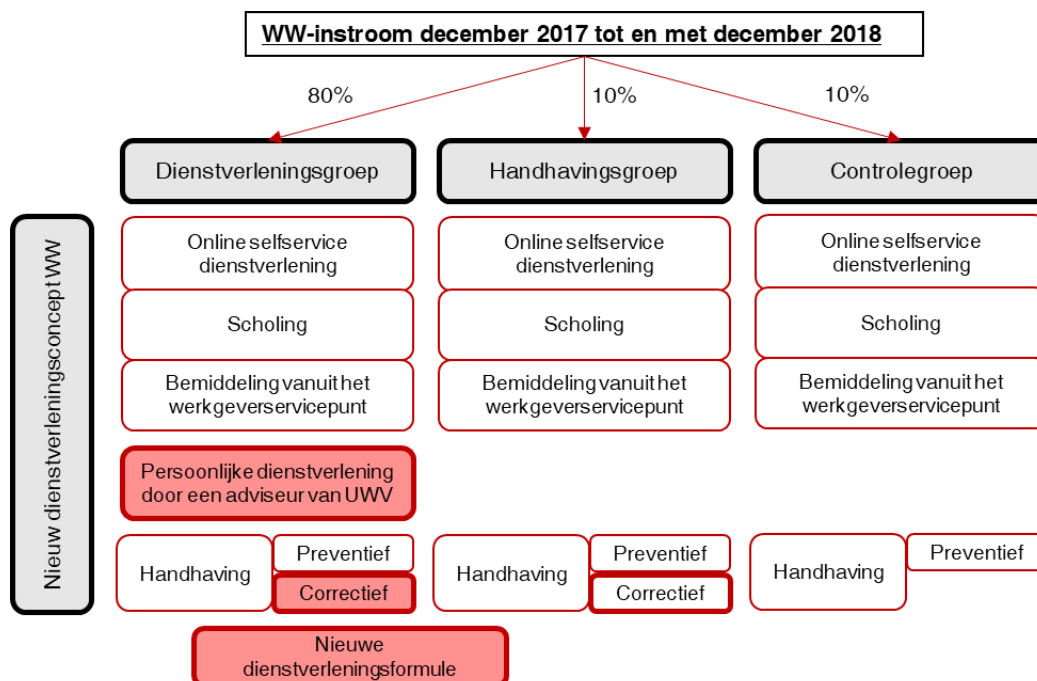 WW-instroom december 2017 tot en met december 2018
80%
10%
10%
Dienstverleningsgroep
Handhavingsgroep
Controlegroep
Nieuw dienstverleningsconcept WW
Online selfservice
dienstverlening
Online selfservice
dienstverlening
Online selfservice
dienstverlening
Scholing
Scholing
Scholing
Bemiddeling vanuit het
werkgeverservicepunt
Bemiddeling vanuit het
werkgeverservicepunt
Bemiddeling vanuit het
werkgeverservicepunt
Persoonlijke dienstverlening
door een adviseur van UWV
Handhaving
Preventief
Correctief
Handhaving
Preventief
Correctief
Handhaving
Preventief
Nieuwe
dienstverleningsformule